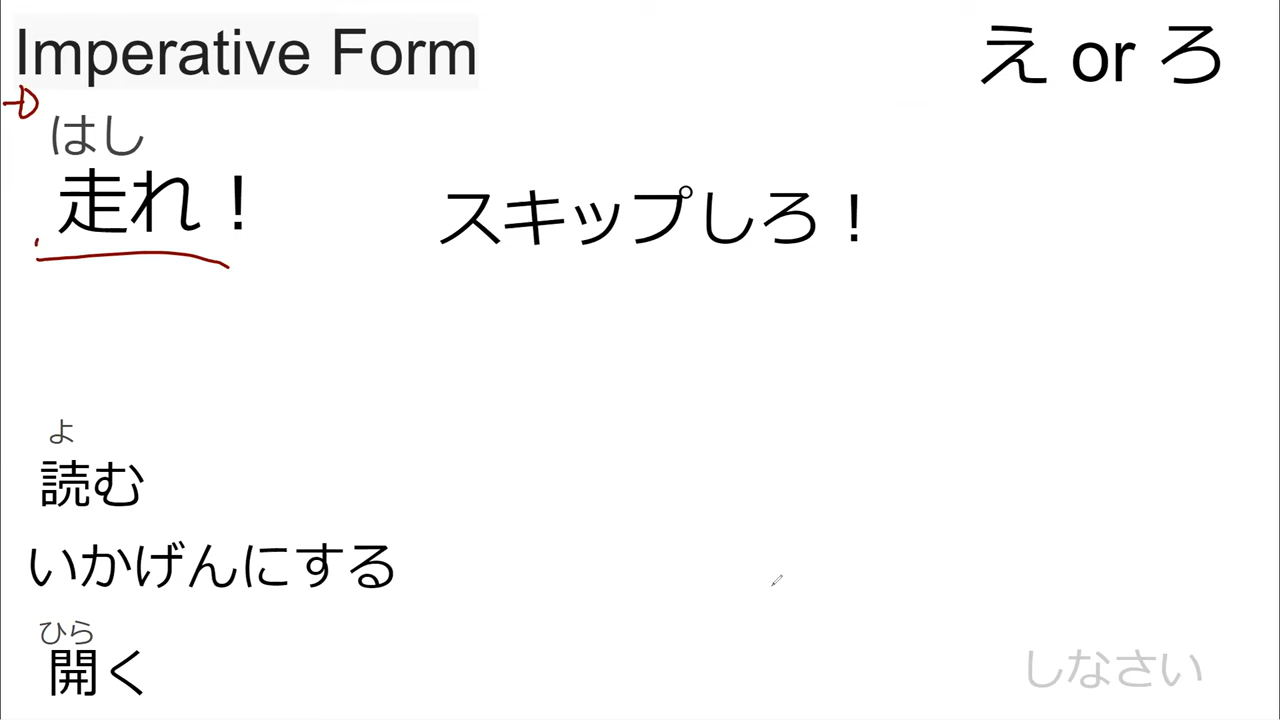 Imperative Form
え or ろ
はし
走れ！
スキップしろ！
よ
読む
いかげんにする
ひら
開く
しなさい